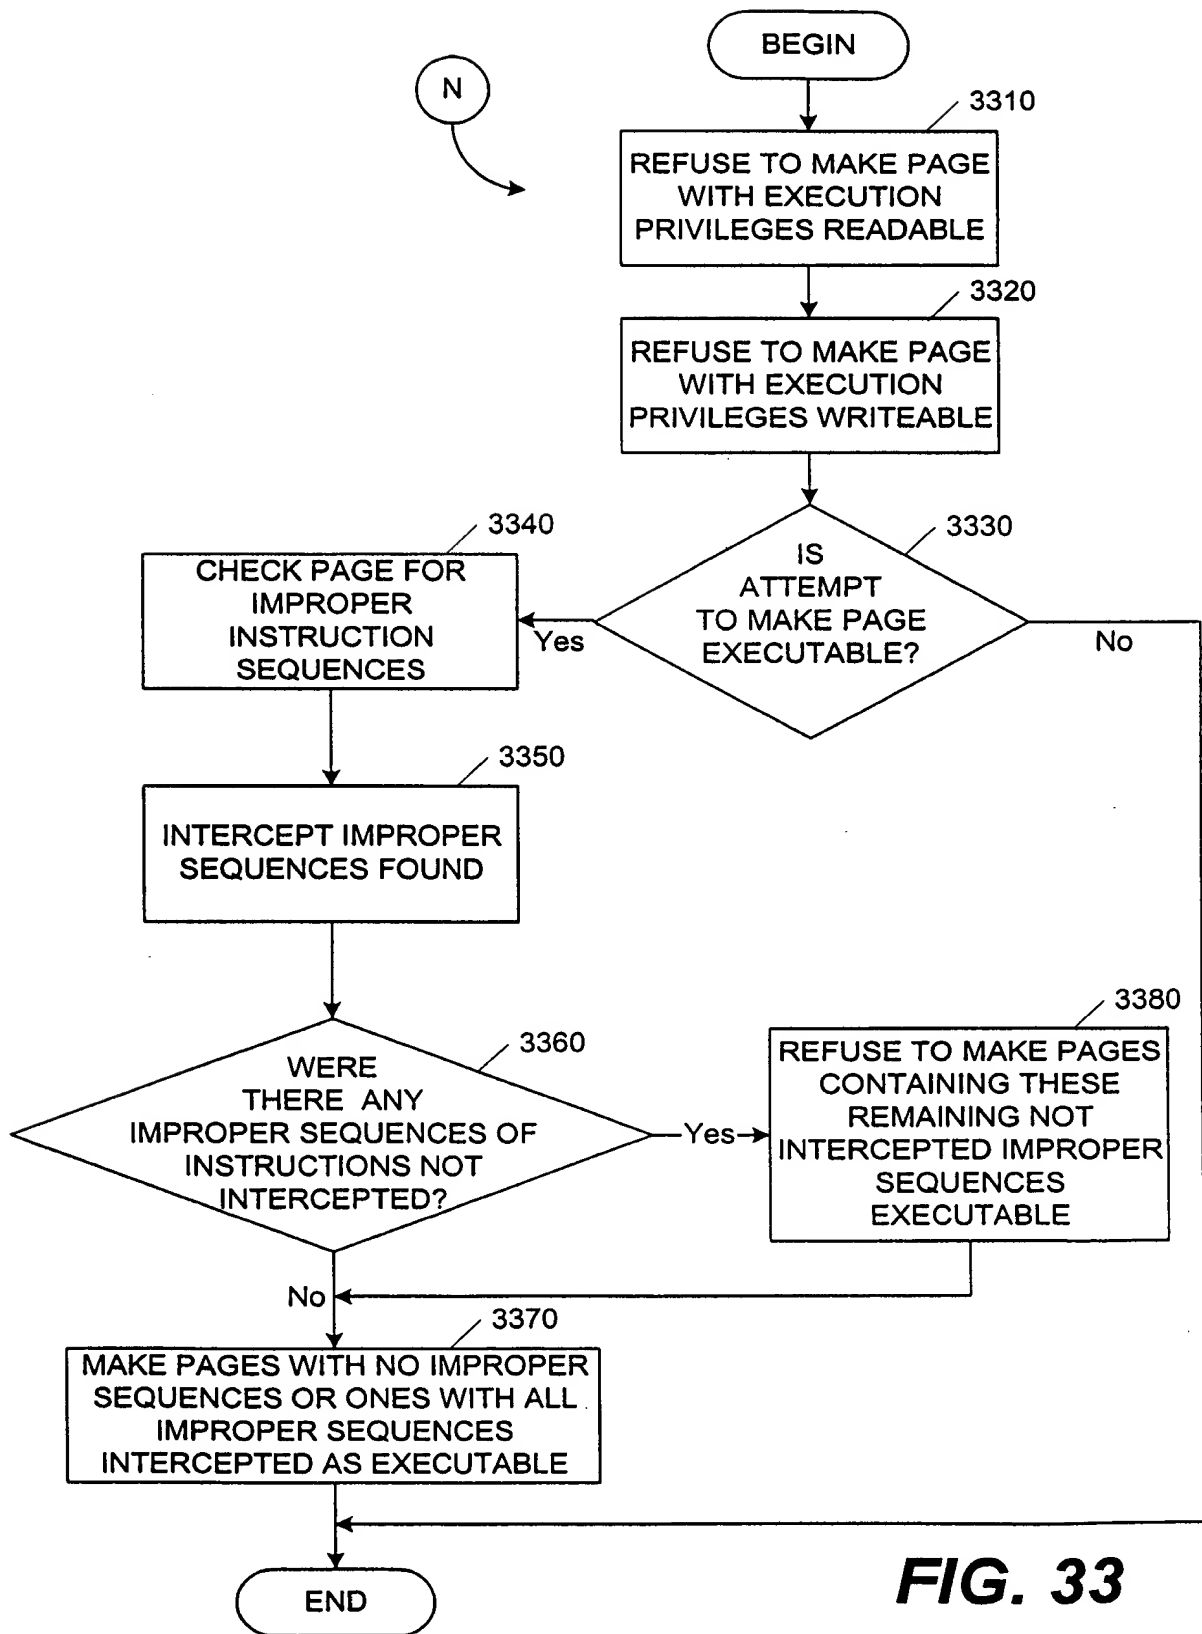 BEGIN
N
3310
REFUSE TO MAKE PAGE
WITH EXECUTION
PRIVILEGES READABLE
3320
REFUSE TO MAKE PAGE
WITH EXECUTION
PRIVILEGES WRITEABLE
3330
IS
ATTEMPT
TO MAKE PAGE
EXECUTABLE?
Yes
No
3340
CHECK PAGE FOR
IMPROPER
INSTRUCTION
SEQUENCES
3350
INTERCEPT IMPROPER
SEQUENCES FOUND
3360
WERE
THERE ANY
IMPROPER SEQUENCES OF
INSTRUCTIONS NOT
INTERCEPTED?
Yes
No
3380
REFUSE TO MAKE PAGES
CONTAINING THESE
REMAINING NOT
INTERCEPTED IMPROPER
SEQUENCES
EXECUTABLE
3370
MAKE PAGES WITH NO IMPROPER
SEQUENCES OR ONES WITH ALL
IMPROPER SEQUENCES
INTERCEPTED AS EXECUTABLE
END
FIG. 33